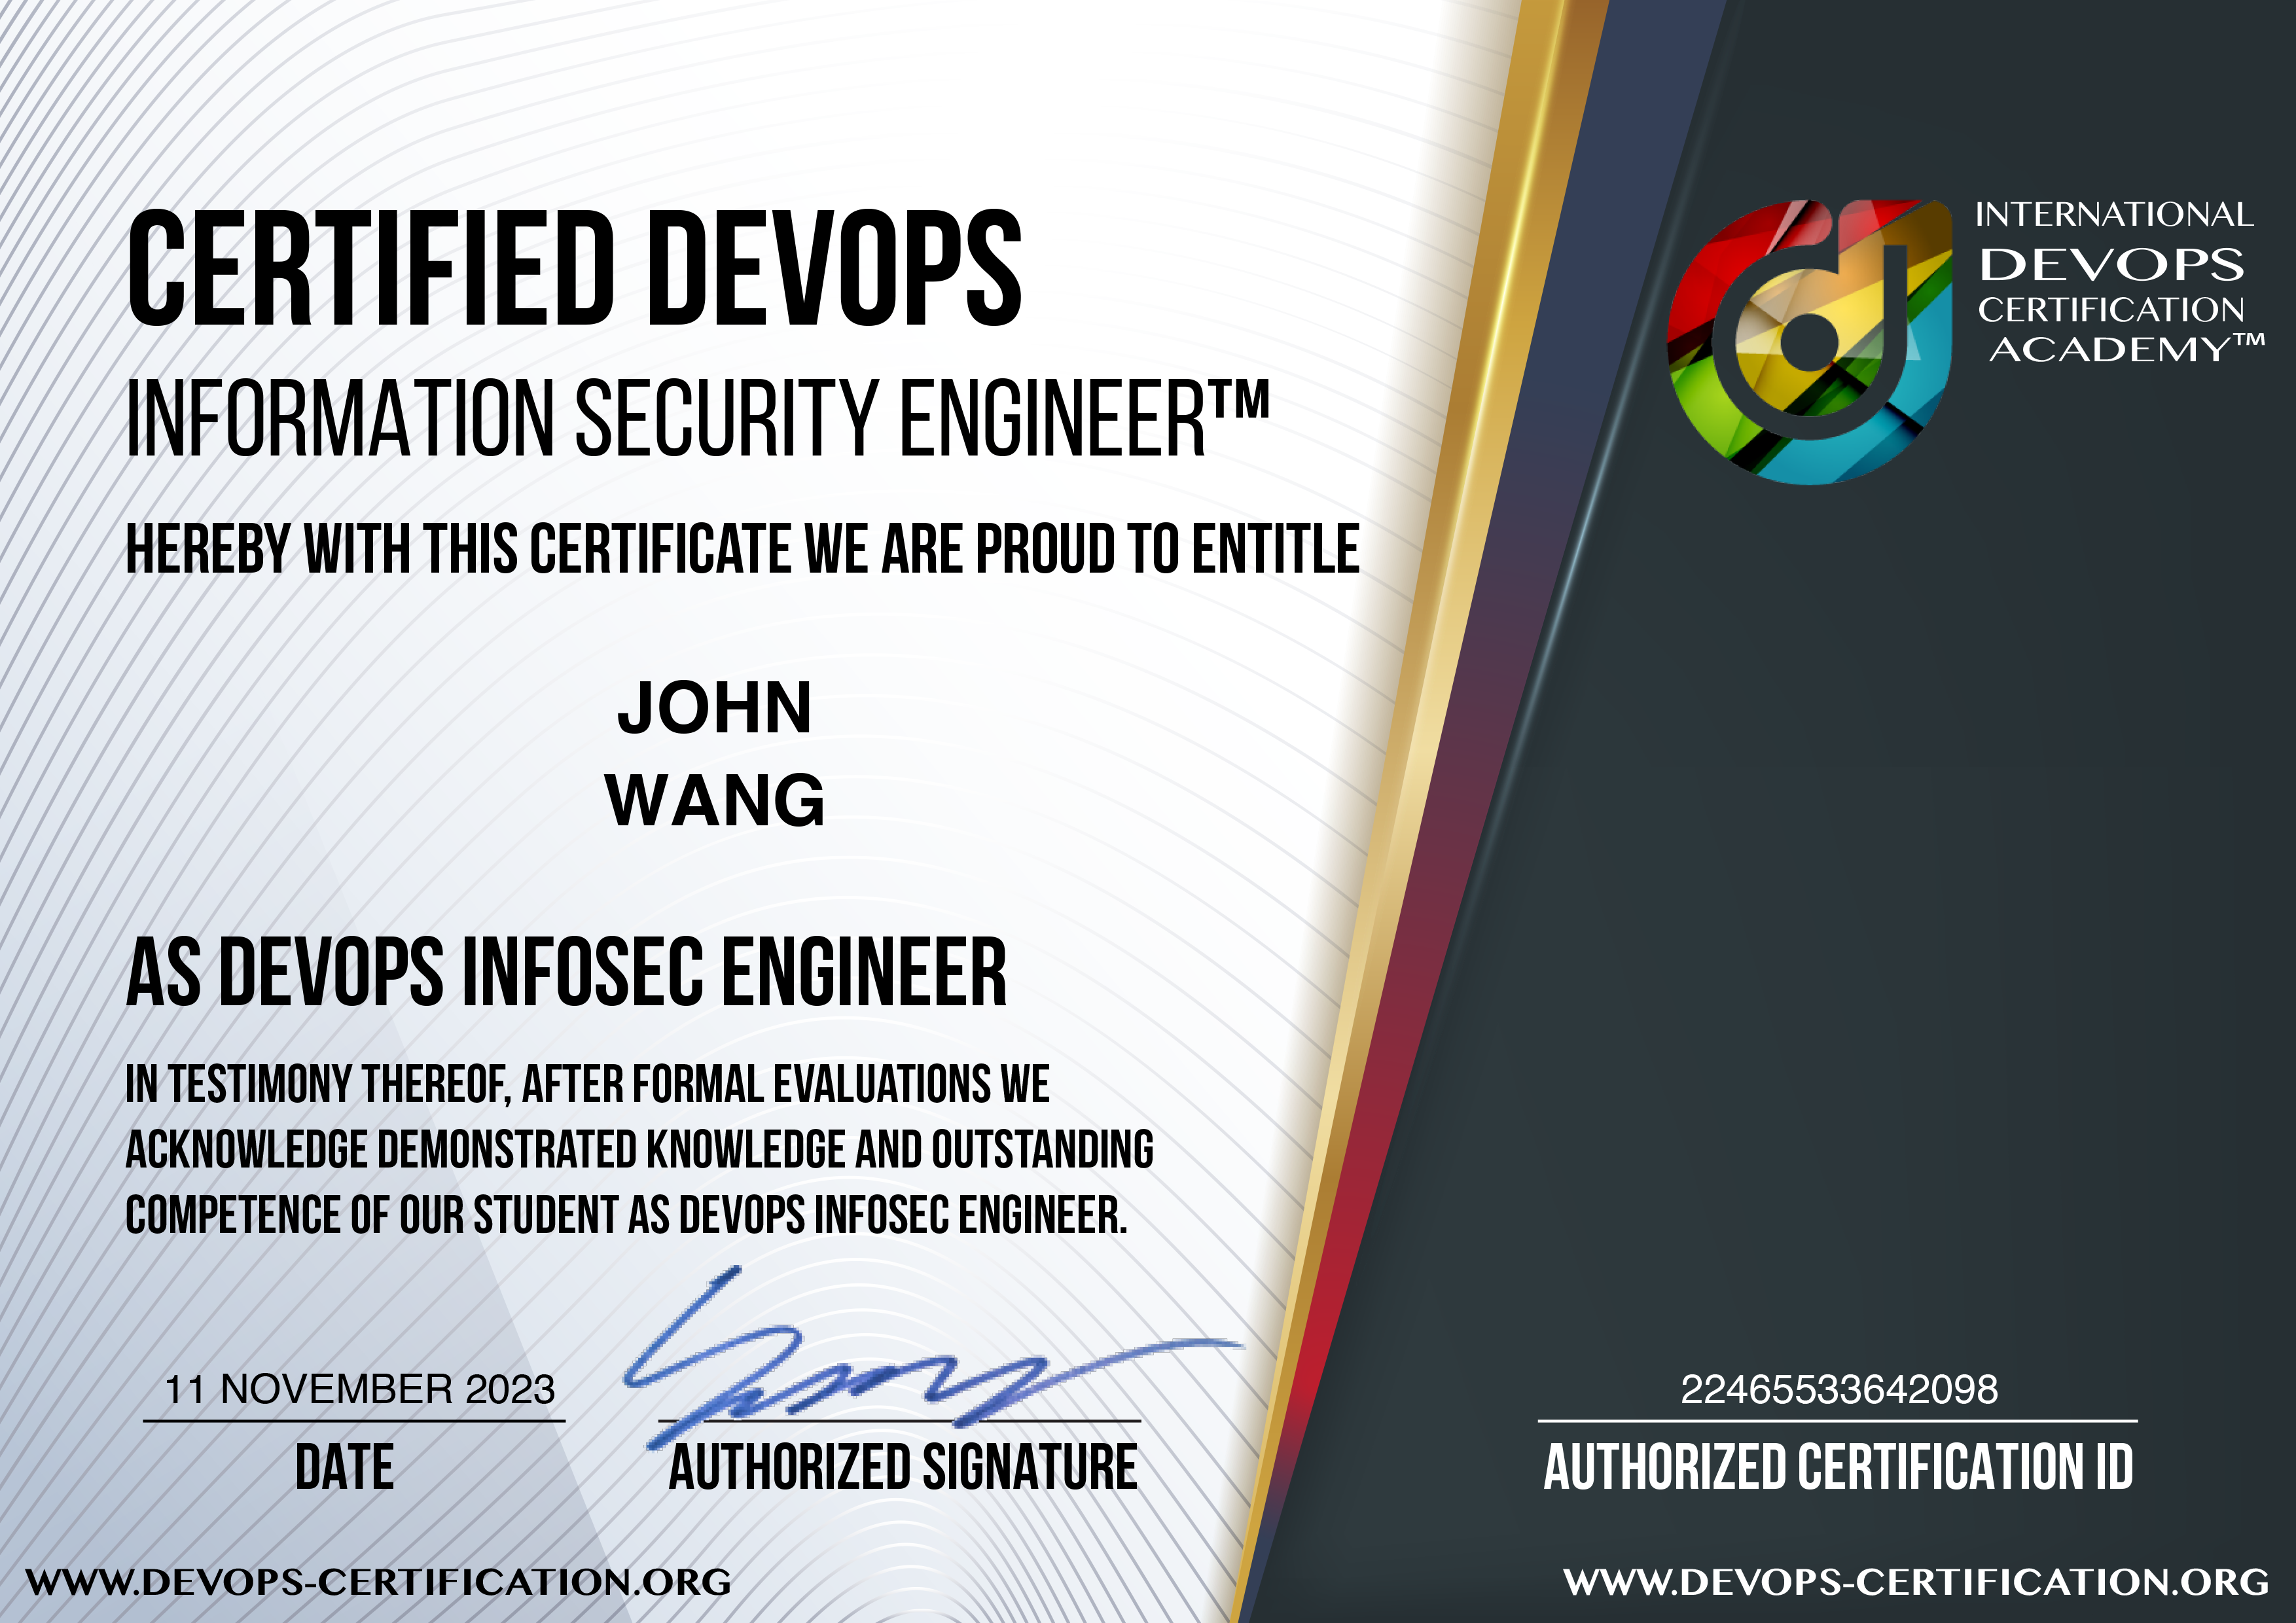 CERTIFIED DEVOPS
INFORMATION SECURITY ENGINEER™
HEREBY WITH THIS CERTIFICATE WE ARE PROUD TO ENTITLE
JOHN
WANG
AS DEVOPS INFOSEC ENGINEER
IN TESTIMONY THEREOF, AFTER FORMAL EVALUATIONS WE
ACKNOWLEDGE DEMONSTRATED KNOWLEDGE AND OUTSTANDING
COMPETENCE OF OUR STUDENT AS DEVOPS INFOSEC ENGINEER.
11 NOVEMBER 2023
DATE
AUTHORIZED SIGNATURE
WWW.DEVOPS-CERTIFICATION.ORG
INTERNATIONAL
DEVOPS
CERTIFICATION
ACADEMY™
22465533642098
AUTHORIZED CERTIFICATION ID
WWW.DEVOPS-CERTIFICATION.ORG